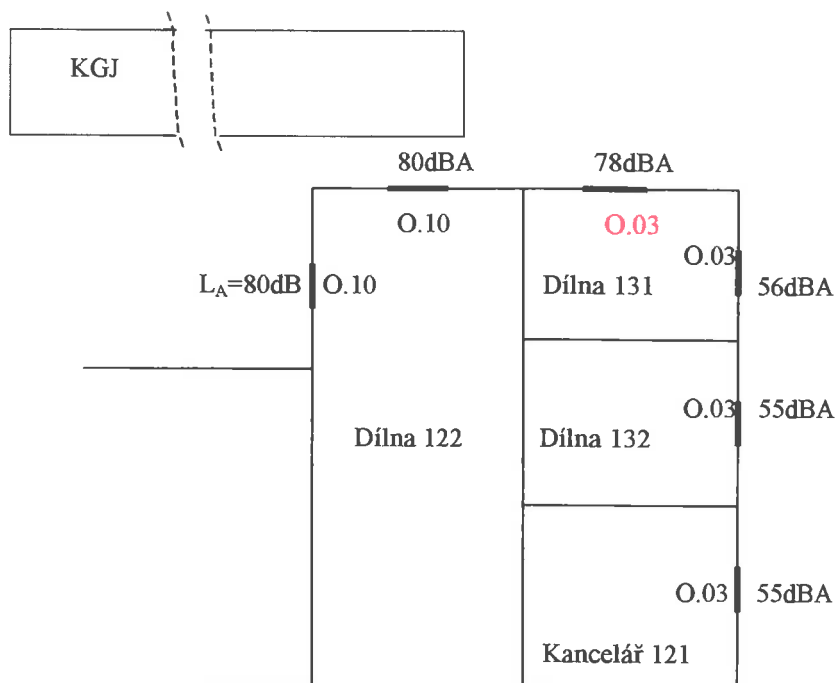 KGJ
80dBA
78dBA
O.10
O.03
L_A=80dB
O.10
O.03
Dílna 131
56dBA
O.03
55dBA
Dílna 122
Dílna 132
O.03
55dBA
Kancelář 121